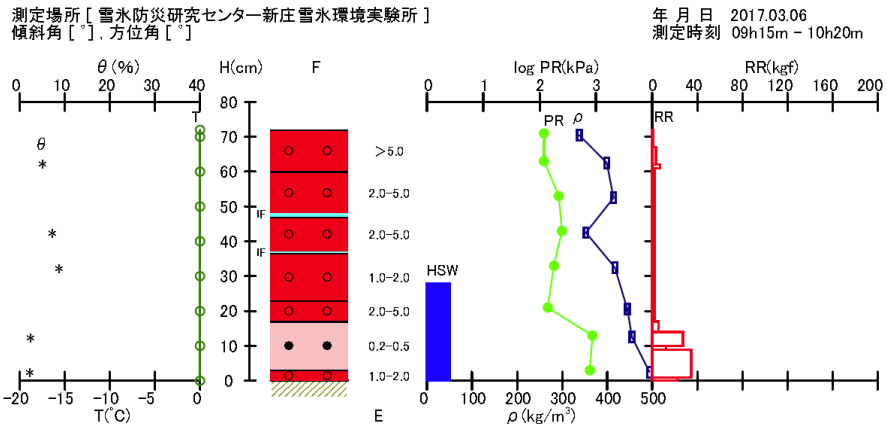 測定場所 [ 雪氷防災研究センター新庄雪氷環境実験所 ]
年 月 日 2017.03.06
傾斜角 [ ° ] , 方位角 [ ° ]
測定時刻 09h15m - 10h20m
θ (%) H(cm) F log PR(kPa) RR(kgf)
0 10 20 30 40 80 0 1 2 3 0 40 80 120 160 200
T PR ρ RR
70
θ >5.0
60
2.0-5.0
50
IF
40 2.0-5.0
IF
30 1.0-2.0 HSW
20 2.0-5.0
10 0.2-0.5
0 1.0-2.0
-20 -15 -10 -5 0 0 100 200 300 400 500
T(°C) E ρ (kg/m³)